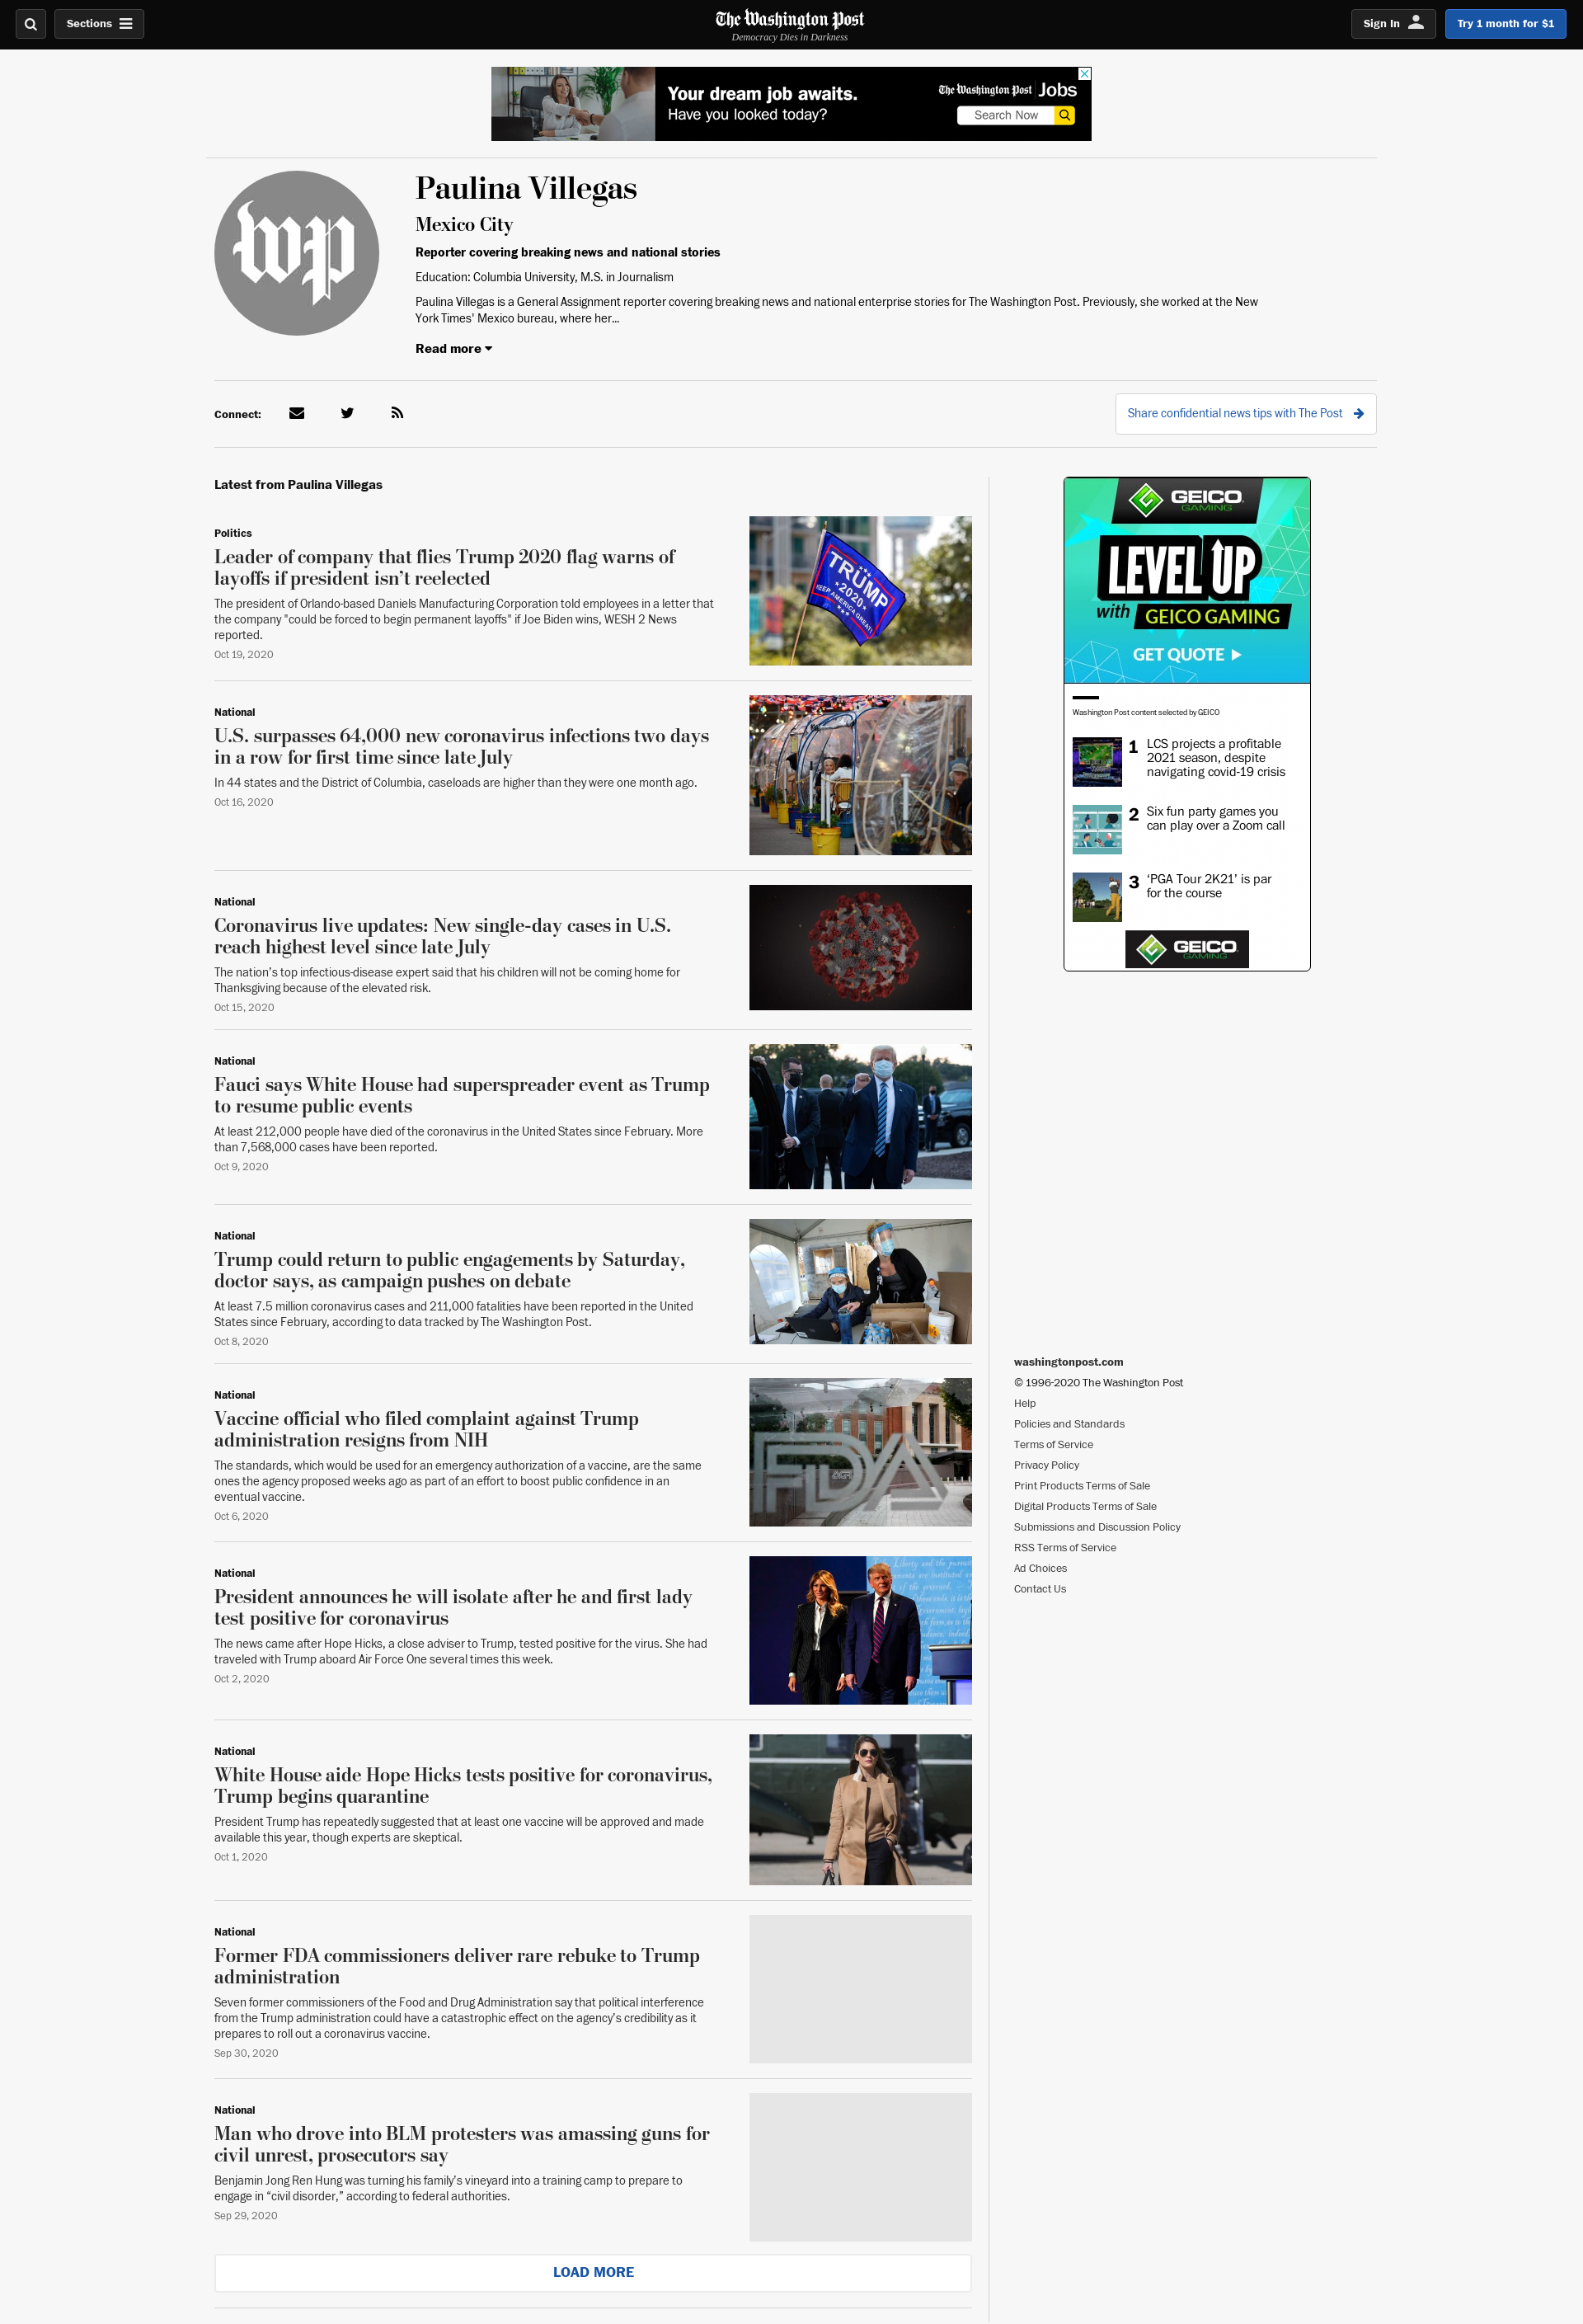 Sections
The Washington Post
Democracy Dies in Darkness
Sign In
Try 1 month for $1
Your dream job awaits.
Have you looked today?
The Washington Post Jobs
Search Now
wp
Paulina Villegas
Mexico City
Reporter covering breaking news and national stories
Education: Columbia University, M.S. in Journalism
Paulina Villegas is a General Assignment reporter covering breaking news and national enterprise stories for The Washington Post. Previously, she worked at the New
York Times' Mexico bureau, where her...
Read more
Connect:
Share confidential news tips with The Post
Latest from Paulina Villegas
Politics
Leader of company that flies Trump 2020 flag warns of
layoffs if president isn’t reelected
The president of Orlando-based Daniels Manufacturing Corporation told employees in a letter that
the company "could be forced to begin permanent layoffs" if Joe Biden wins, WESH 2 News
reported.
Oct 19, 2020
TRUMP
2020
KEEP AMERICA GREAT!
National
U.S. surpasses 64,000 new coronavirus infections two days
in a row for first time since late July
In 44 states and the District of Columbia, caseloads are higher than they were one month ago.
Oct 16, 2020
National
Coronavirus live updates: New single-day cases in U.S.
reach highest level since late July
The nation’s top infectious-disease expert said that his children will not be coming home for
Thanksgiving because of the elevated risk.
Oct 15, 2020
National
Fauci says White House had superspreader event as Trump
to resume public events
At least 212,000 people have died of the coronavirus in the United States since February. More
than 7,568,000 cases have been reported.
Oct 9, 2020
National
Trump could return to public engagements by Saturday,
doctor says, as campaign pushes on debate
At least 7.5 million coronavirus cases and 211,000 fatalities have been reported in the United
States since February, according to data tracked by The Washington Post.
Oct 8, 2020
National
Vaccine official who filed complaint against Trump
administration resigns from NIH
The standards, which would be used for an emergency authorization of a vaccine, are the same
ones the agency proposed weeks ago as part of an effort to boost public confidence in an
eventual vaccine.
Oct 6, 2020
FDA
National
President announces he will isolate after he and first lady
test positive for coronavirus
The news came after Hope Hicks, a close adviser to Trump, tested positive for the virus. She had
traveled with Trump aboard Air Force One several times this week.
Oct 2, 2020
National
White House aide Hope Hicks tests positive for coronavirus,
Trump begins quarantine
President Trump has repeatedly suggested that at least one vaccine will be approved and made
available this year, though experts are skeptical.
Oct 1, 2020
National
Former FDA commissioners deliver rare rebuke to Trump
administration
Seven former commissioners of the Food and Drug Administration say that political interference
from the Trump administration could have a catastrophic effect on the agency’s credibility as it
prepares to roll out a coronavirus vaccine.
Sep 30, 2020
National
Man who drove into BLM protesters was amassing guns for
civil unrest, prosecutors say
Benjamin Jong Ren Hung was turning his family’s vineyard into a training camp to prepare to
engage in “civil disorder,” according to federal authorities.
Sep 29, 2020
LOAD MORE
GEICO
GAMING
LEVEL UP
with GEICO GAMING
GET QUOTE
Washington Post content selected by GEICO
1 LCS projects a profitable
2021 season, despite
navigating covid-19 crisis
2 Six fun party games you
can play over a Zoom call
3 ‘PGA Tour 2K21’ is par
for the course
GEICO
GAMING
washingtonpost.com
© 1996-2020 The Washington Post
Help
Policies and Standards
Terms of Service
Privacy Policy
Print Products Terms of Sale
Digital Products Terms of Sale
Submissions and Discussion Policy
RSS Terms of Service
Ad Choices
Contact Us